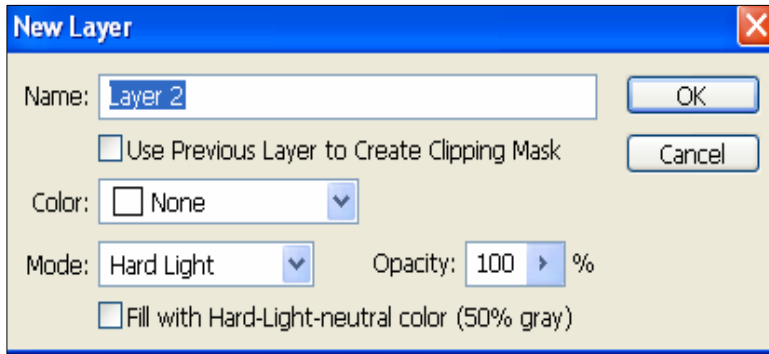 New Layer
Name: Layer 2 OK
Use Previous Layer to Create Clipping Mask Cancel
Color: None
Mode: Hard Light Opacity: 100 %
Fill with Hard-Light-neutral color (50% gray)